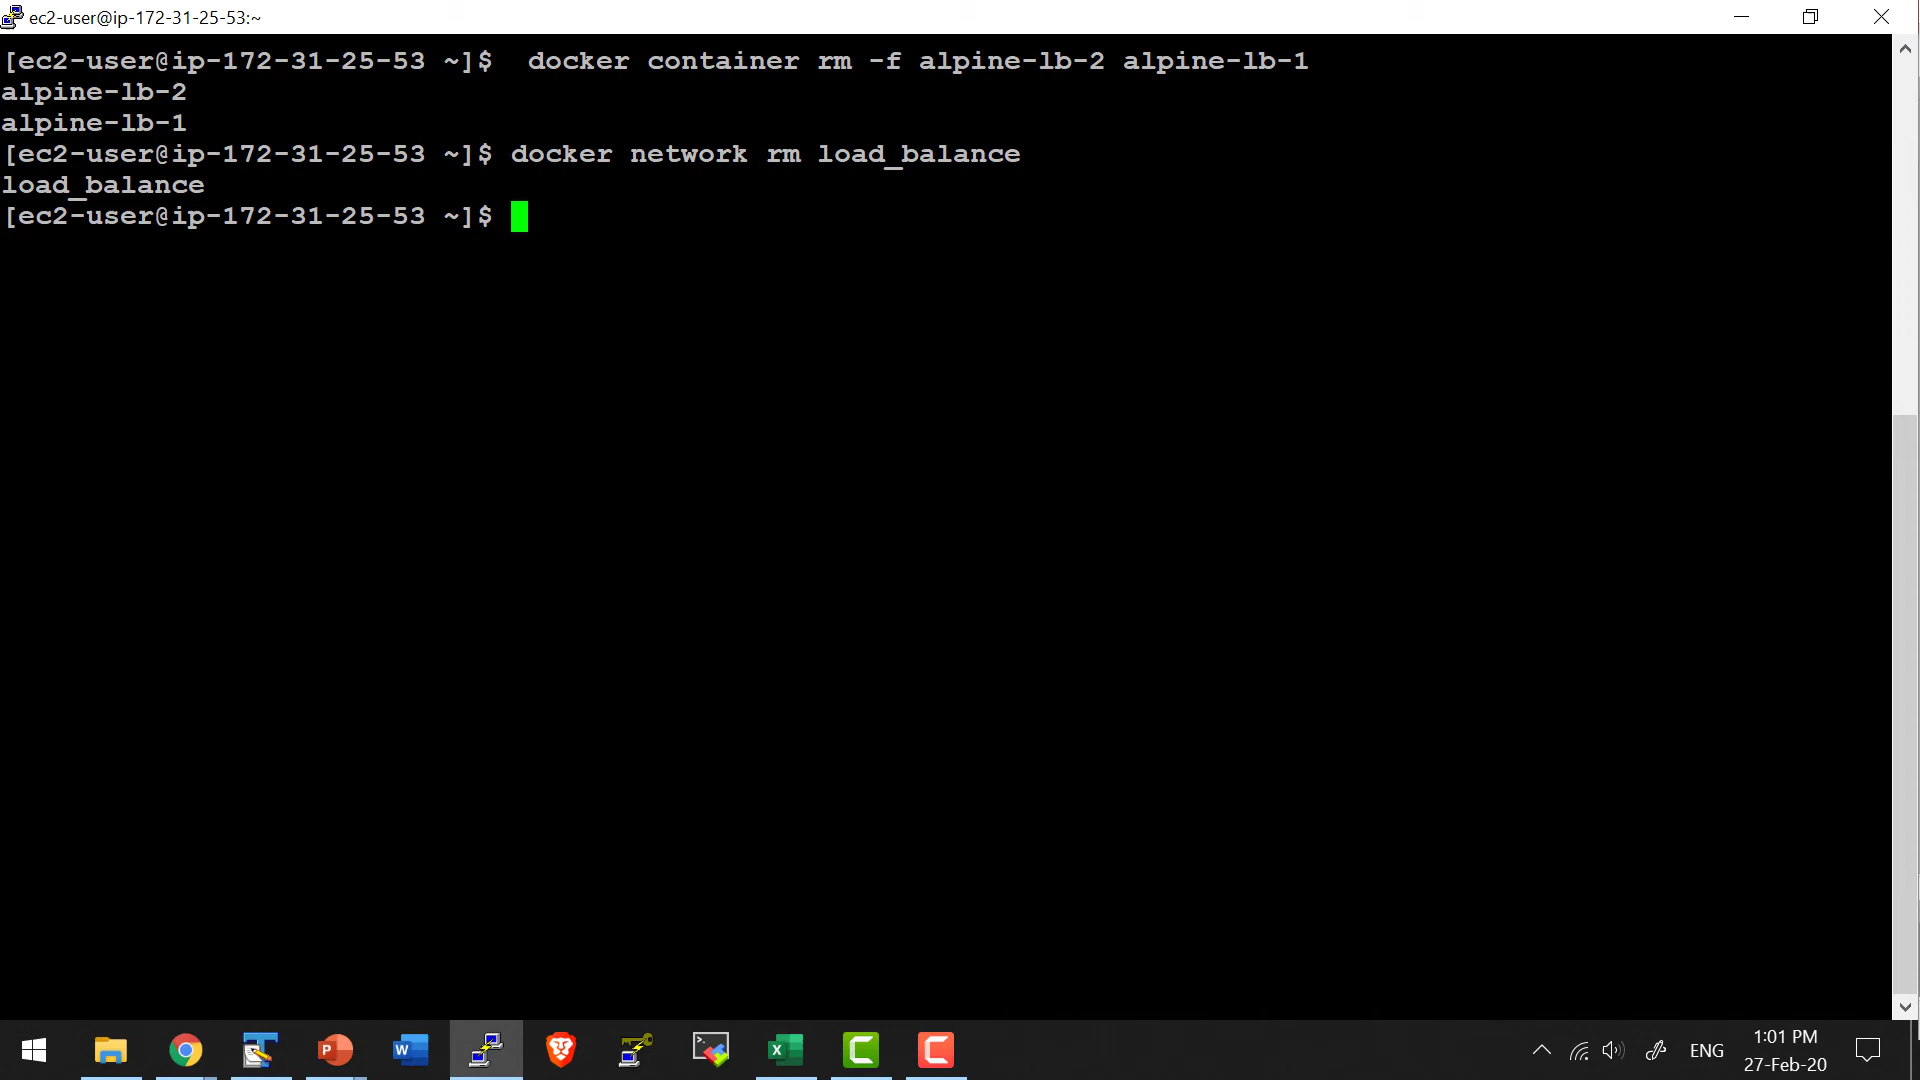 ec2-user@ip-172-31-25-53:~
[ec2-user@ip-172-31-25-53 ~]$  docker container rm -f alpine-lb-2 alpine-lb-1
alpine-lb-2
alpine-lb-1
[ec2-user@ip-172-31-25-53 ~]$ docker network rm load_balance
load_balance
[ec2-user@ip-172-31-25-53 ~]$
ENG
1:01 PM
27-Feb-20